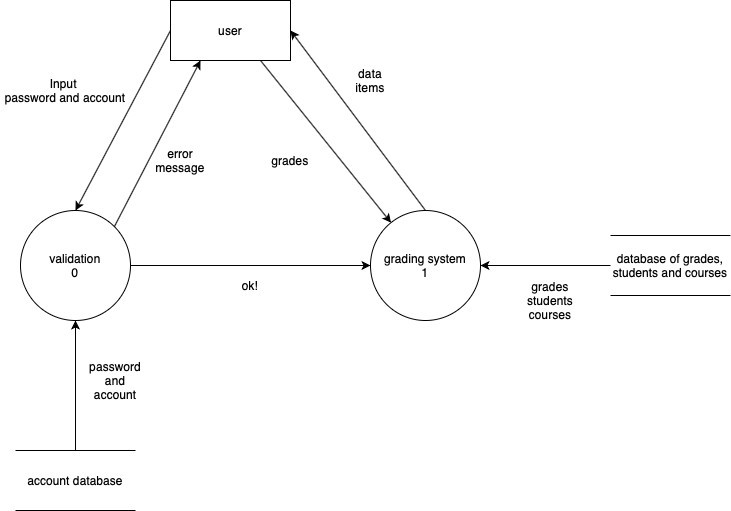 user
Input
password and account
data
items
error
message
grades
validation
0
grading system
1
database of grades,
students and courses
ok!
grades
students
courses
password
and
account
account database